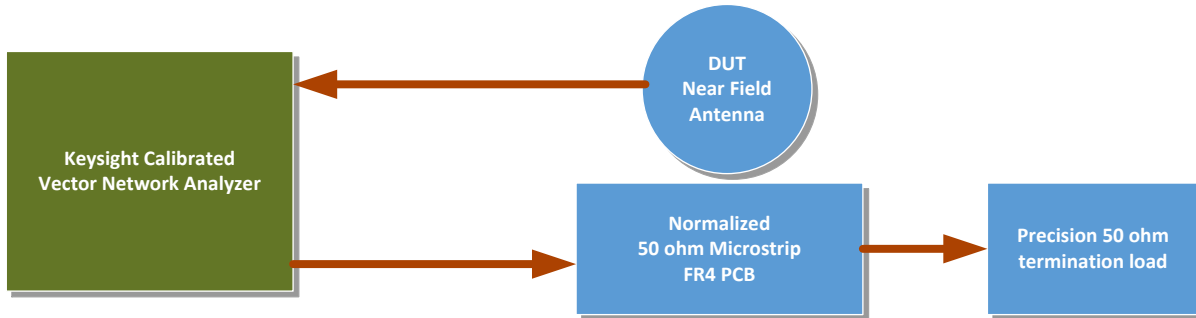 DUT
Near Field
Antenna
Keysight Calibrated
Vector Network Analyzer
Normalized
50 ohm Microstrip
FR4 PCB
Precision 50 ohm
termination load